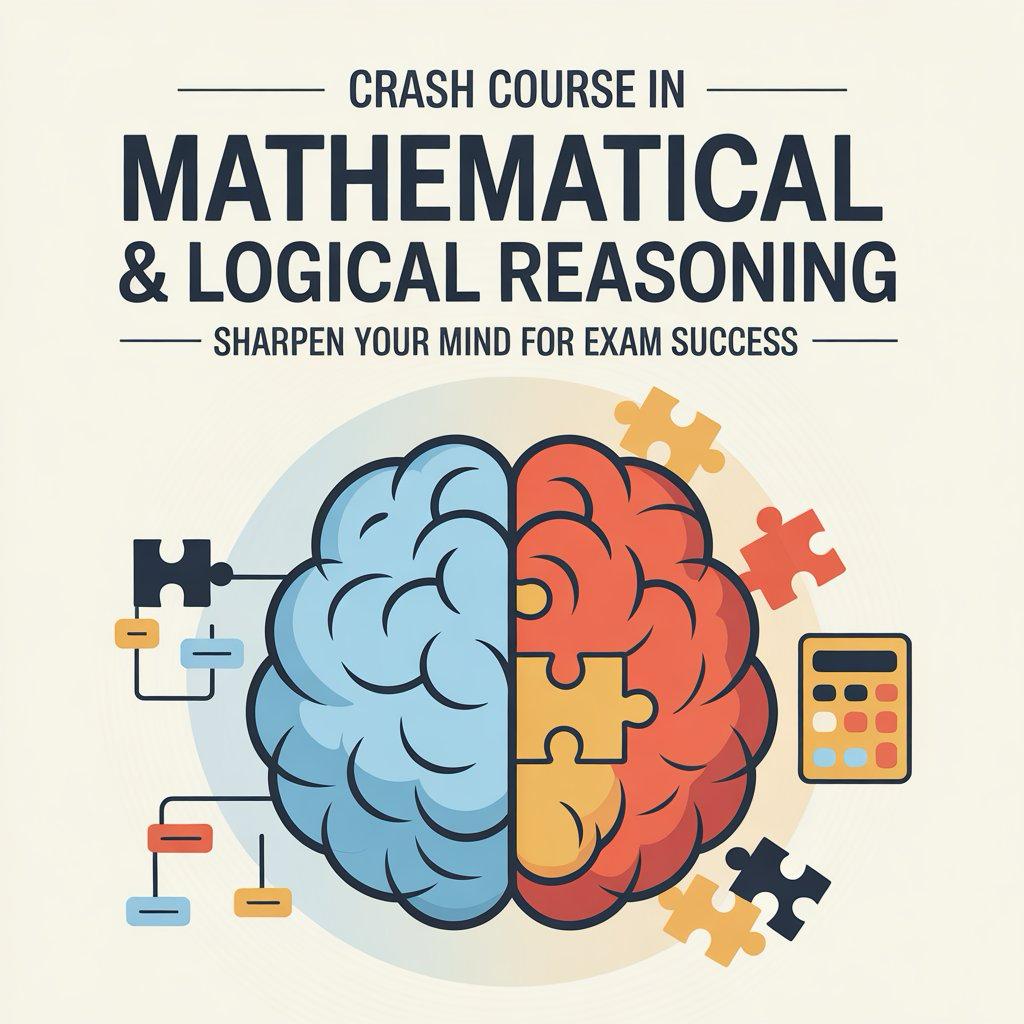 CRASH COURSE IN
MATHEMATICAL
& LOGICAL REASONING
SHARPEN YOUR MIND FOR EXAM SUCCESS